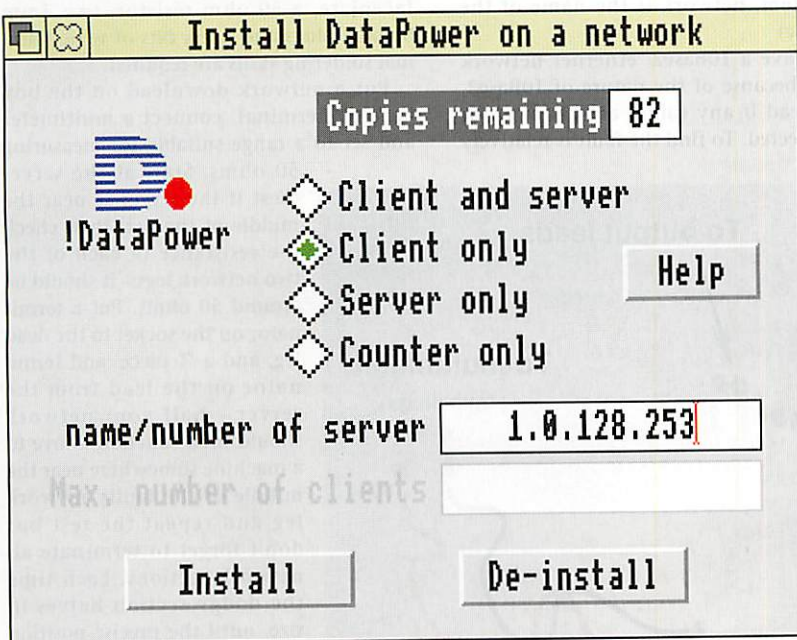 Install DataPower on a network
Copies remaining 82
!DataPower
Client and server
Client only
Server only
Counter only
Help
name/number of server 1.0.128.253
Max. number of clients
Install
De-install